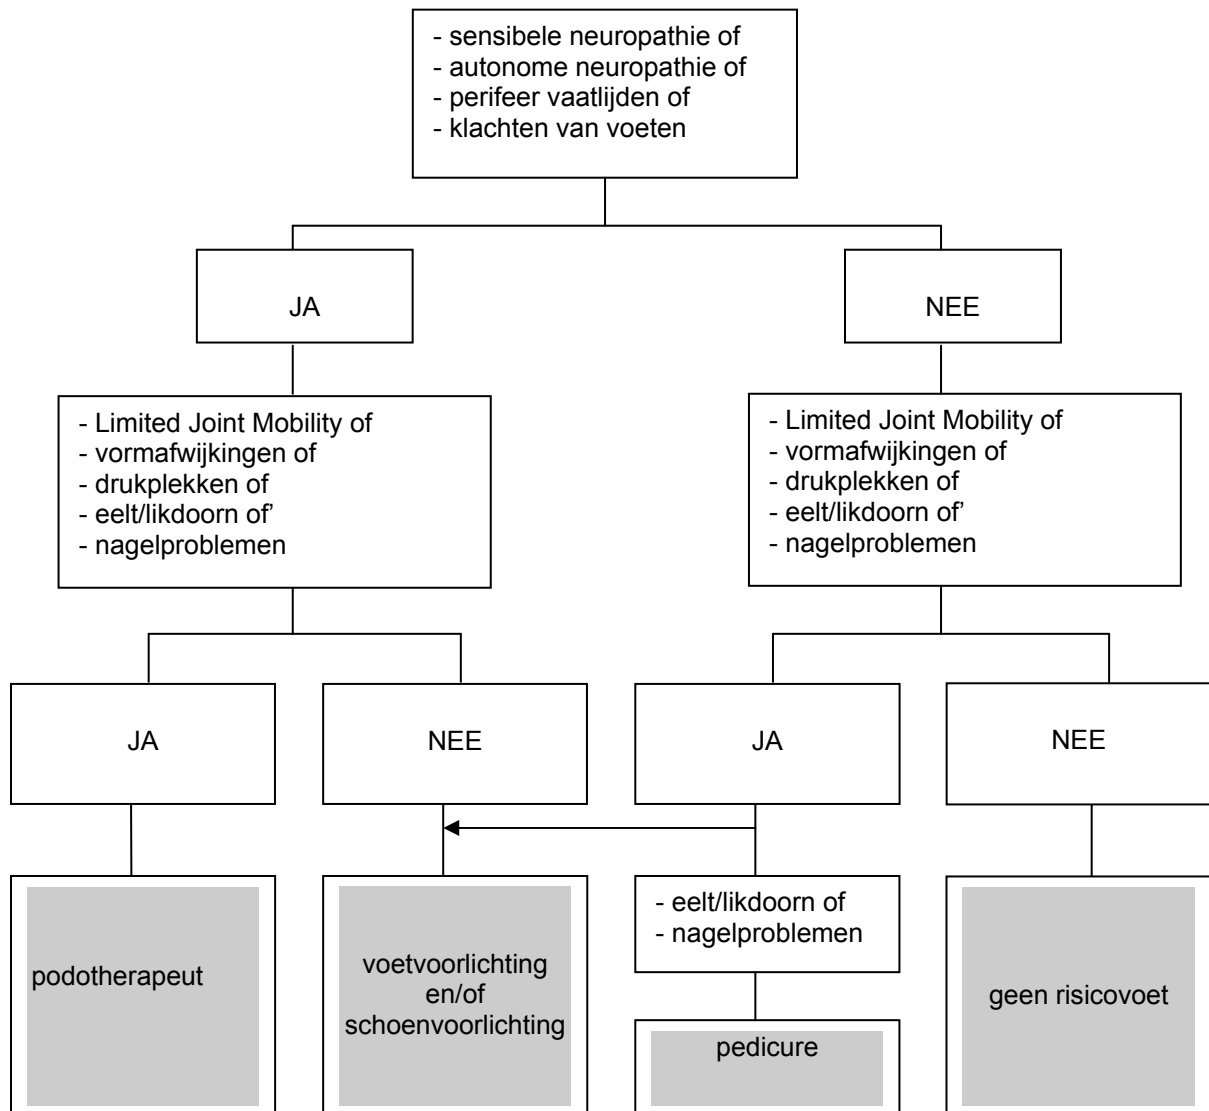 - sensibele neuropathie of
- autonome neuropathie of
- perifeer vaatlijden of
- klachten van voeten
JA
NEE
- Limited Joint Mobility of
- vormafwijkingen of
- drukplekken of
- eelt/likdoorn of’
- nagelproblemen
- Limited Joint Mobility of
- vormafwijkingen of
- drukplekken of
- eelt/likdoorn of’
- nagelproblemen
JA
NEE
JA
NEE
podotherapeut
voetvoorlichting
en/of
schoenvoorlichting
- eelt/likdoorn of
- nagelproblemen
pedicure
geen risicovoet